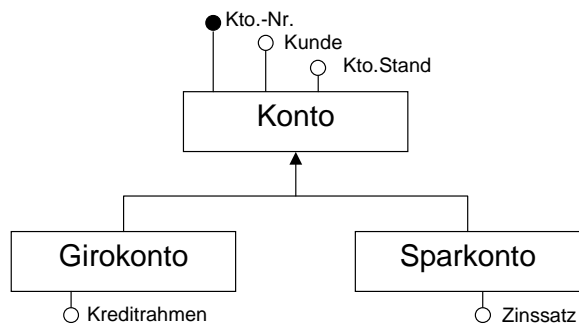 Kto.-Nr.
Kunde
Kto.Stand
Konto
Girokonto
Sparkonto
Kreditrahmen
Zinssatz